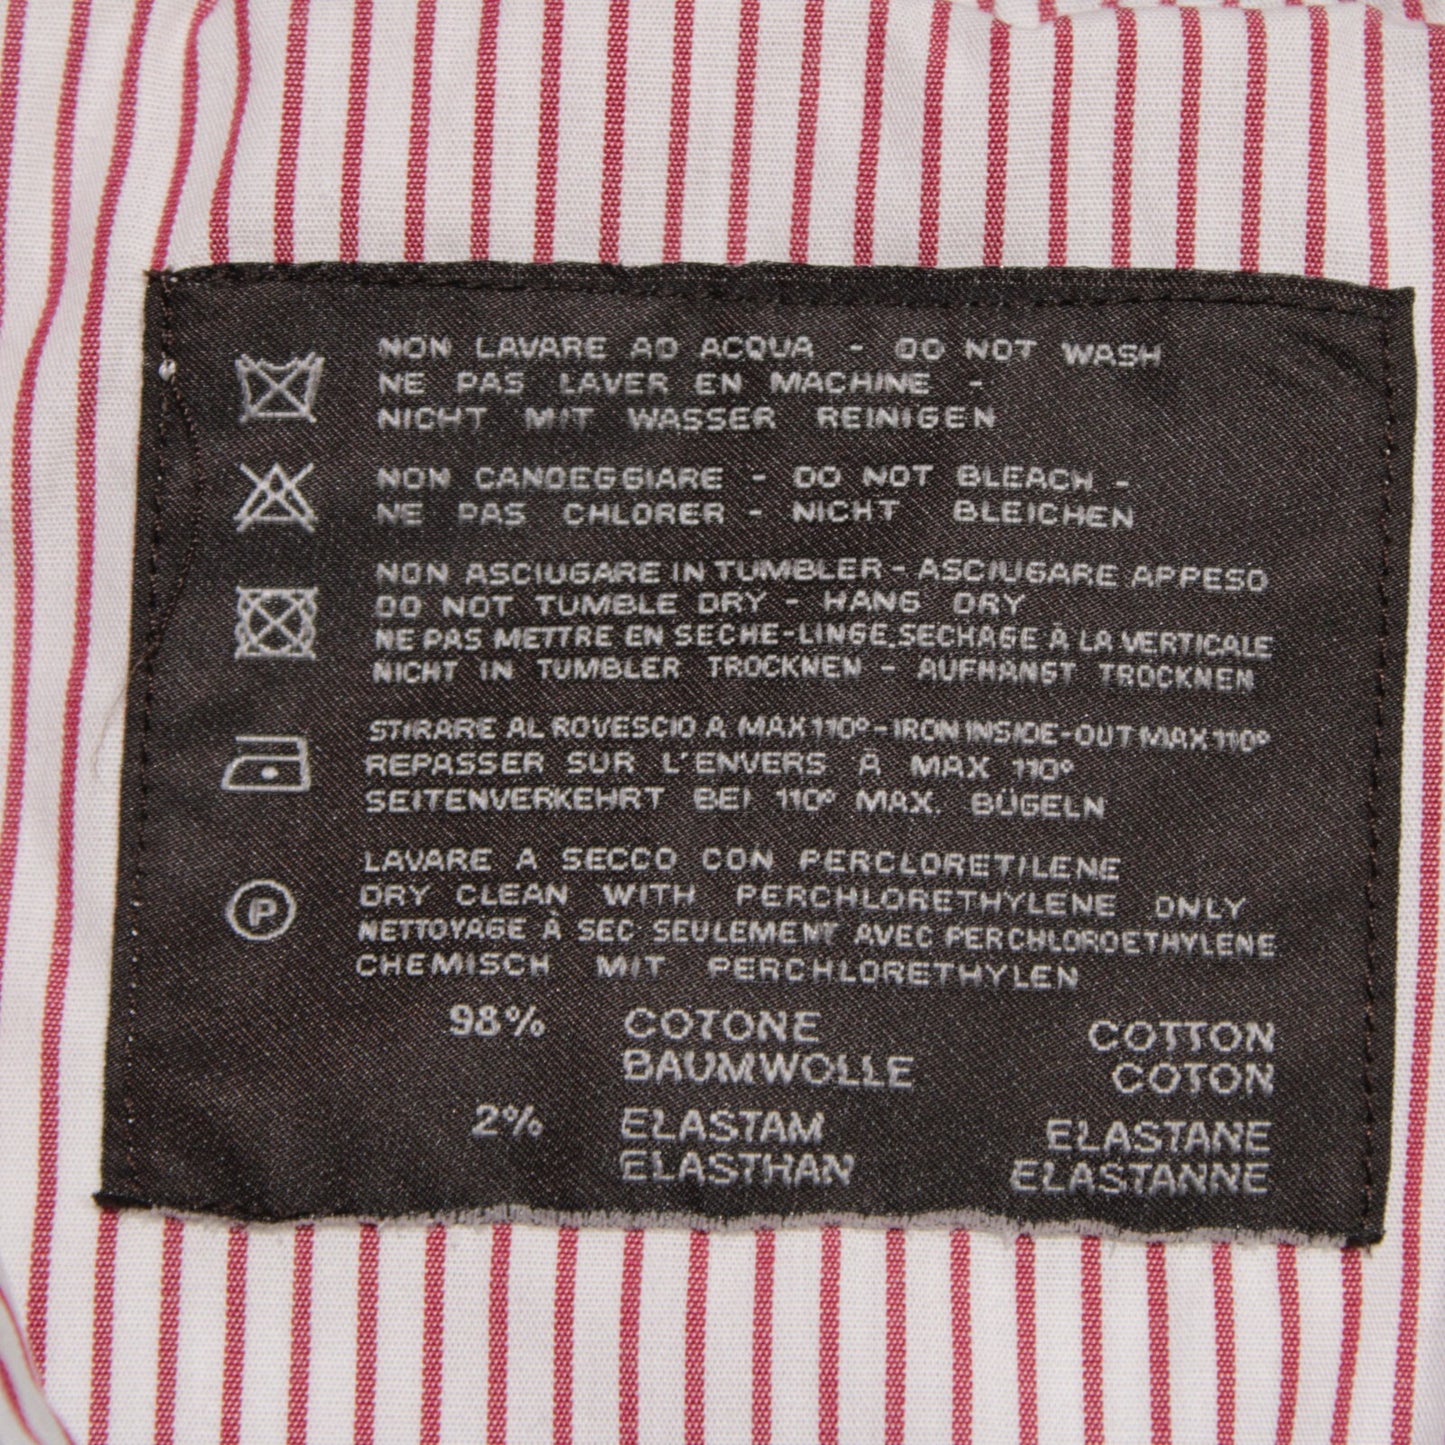 NON LAVARE AD ACQUA - DO NOT WASH
NE PAS LAVER EN MACHINE -
NICHT MIT WASSER REINIGEN
NON CANDEGGIARE - DO NOT BLEACH -
NE PAS CHLORER - NICHT BLEICHEN
NON ASCIUGARE IN TUMBLER - ASCIUGARE APPESO
DO NOT TUMBLE DRY - HANG DRY
NE PAS METTRE EN SECHE-LINGE,SECHAGE À LA VERTICALE
NICHT IN TUMBLER TROCKNEN - AUFHANGT TROCKNEN
STIRARE AL ROVESCIO A MAX 110° - IRON INSIDE-OUT MAX 110°
REPASSER SUR L'ENVERS À MAX 110°
SEITENVERKEHRT BEI 110° MAX. BÜGELN
LAVARE A SECCO CON PERCLORETILENE
P DRY CLEAN WITH PERCHLORETHYLENE ONLY
NETTOYAGE À SEC SEULEMENT AVEC PERCHLOROETHYLENE
CHEMISCH MIT PERCHLORETHYLEN
98% COTONE COTTON
BAUMWOLLE COTON
2% ELASTAM ELASTANE
ELASTHAN ELASTANNE